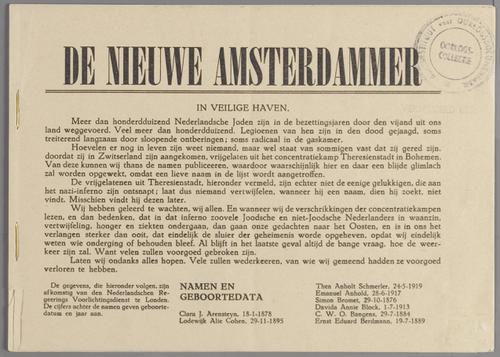 DE NIEUWE AMSTERDAMMER
OORLOGS-
COLLECTIE
IN VEILIGE HAVEN.
Meer dan honderdduizend Nederlandsche Joden zijn in de bezettingsjaren door den vijand uit ons
land weggevoerd. Veel meer dan honderdduizend. Legioenen van hen zijn in den dood gejaagd, soms
treiterend langzaam door sloopende ontberingen; soms radicaal in de gaskamer.
Hoevelen er nog in leven zijn weet niemand, maar wel staat van sommigen vast dat zij gered zijn.
doordat zij in Zwitserland zijn aangekomen, vrijgelaten uit het concentratiekamp Theresienstadt in Bohemen.
Van deze kunnen wij thans de namen publiceeren, waardoor waarschijnlijk hier en daar een blijde glimlach
zal worden opgewekt, omdat een lieve naam in de lijst wordt aangetroffen.
De vrijgelatenen uit Theresienstadt, hieronder vermeld, zijn echter niet de eenige gelukkigen, die aan
het nazi-inferno zijn ontsnapt; laat dus niemand vertwijfelen, wanneer hij een naam, dien hij zoekt, niet
vindt. Misschien vindt hij dezen later.
Wij hebben geleerd te wachten, wij allen. En wanneer wij de verschrikkingen der concentratiekampen
lezen, en dan bedenken, dat in dat inferno zoovele Joodsche en niet-Joodsche Nederlanders in waanzin,
vertwijfeling, honger en ziekten ondergaan, dan gaan onze gedachten naar het Oosten, en is in ons het
verlangen sterker dan ooit, dat eindelijk de sluier der geheimenis worde opgeheven, opdat wij eindelijk
weten wie onderging of behouden bleef. Al blijft in het laatste geval altijd de bange vraag, hoe de weer-
keer zijn zal. Want velen zullen voorgoed gebroken zijn.
Laten wij ondanks alles hopen. Vele zullen wederkeeren, van wie wij gemeend hadden ze voorgoed
verloren te hebben.
De gegevens, die hieronder volgen, zijn
afkomstig van den Nederlandschen Re-
geerings Voorlichtingsdienst te Londen.
De cijfers achter de namen geven geboorte-
datum en jaar aan.
NAMEN EN
GEBOORTEDATA
Clara J. Arensteyn, 18-1-1878
Lodewijk Alie Cohen, 29-11-1895
Thea Anholt Schmerler, 24-5-1919
Emanuel Anhold, 28-6-1917
Simon Bromet, 29-10-1876
Davida Annie Block, 1-7-1913
C. W. O. Bangens, 29-7-1884
Ernst Eduard Berdmann, 19-7-1889